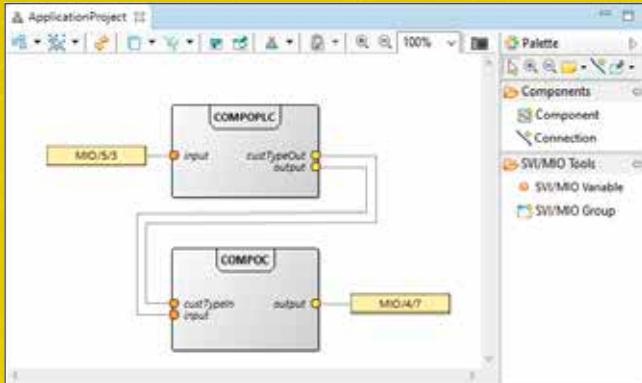 ApplicationProject
100%
Palette
COMPOPLC
MIO/5/3
input
custTypeOut
output
COMPOC
custTypeIn
input
output
MIO/4/7
Components
Component
Connection
SVI/MIO Tools
SVI/MIO Variable
SVI/MIO Group